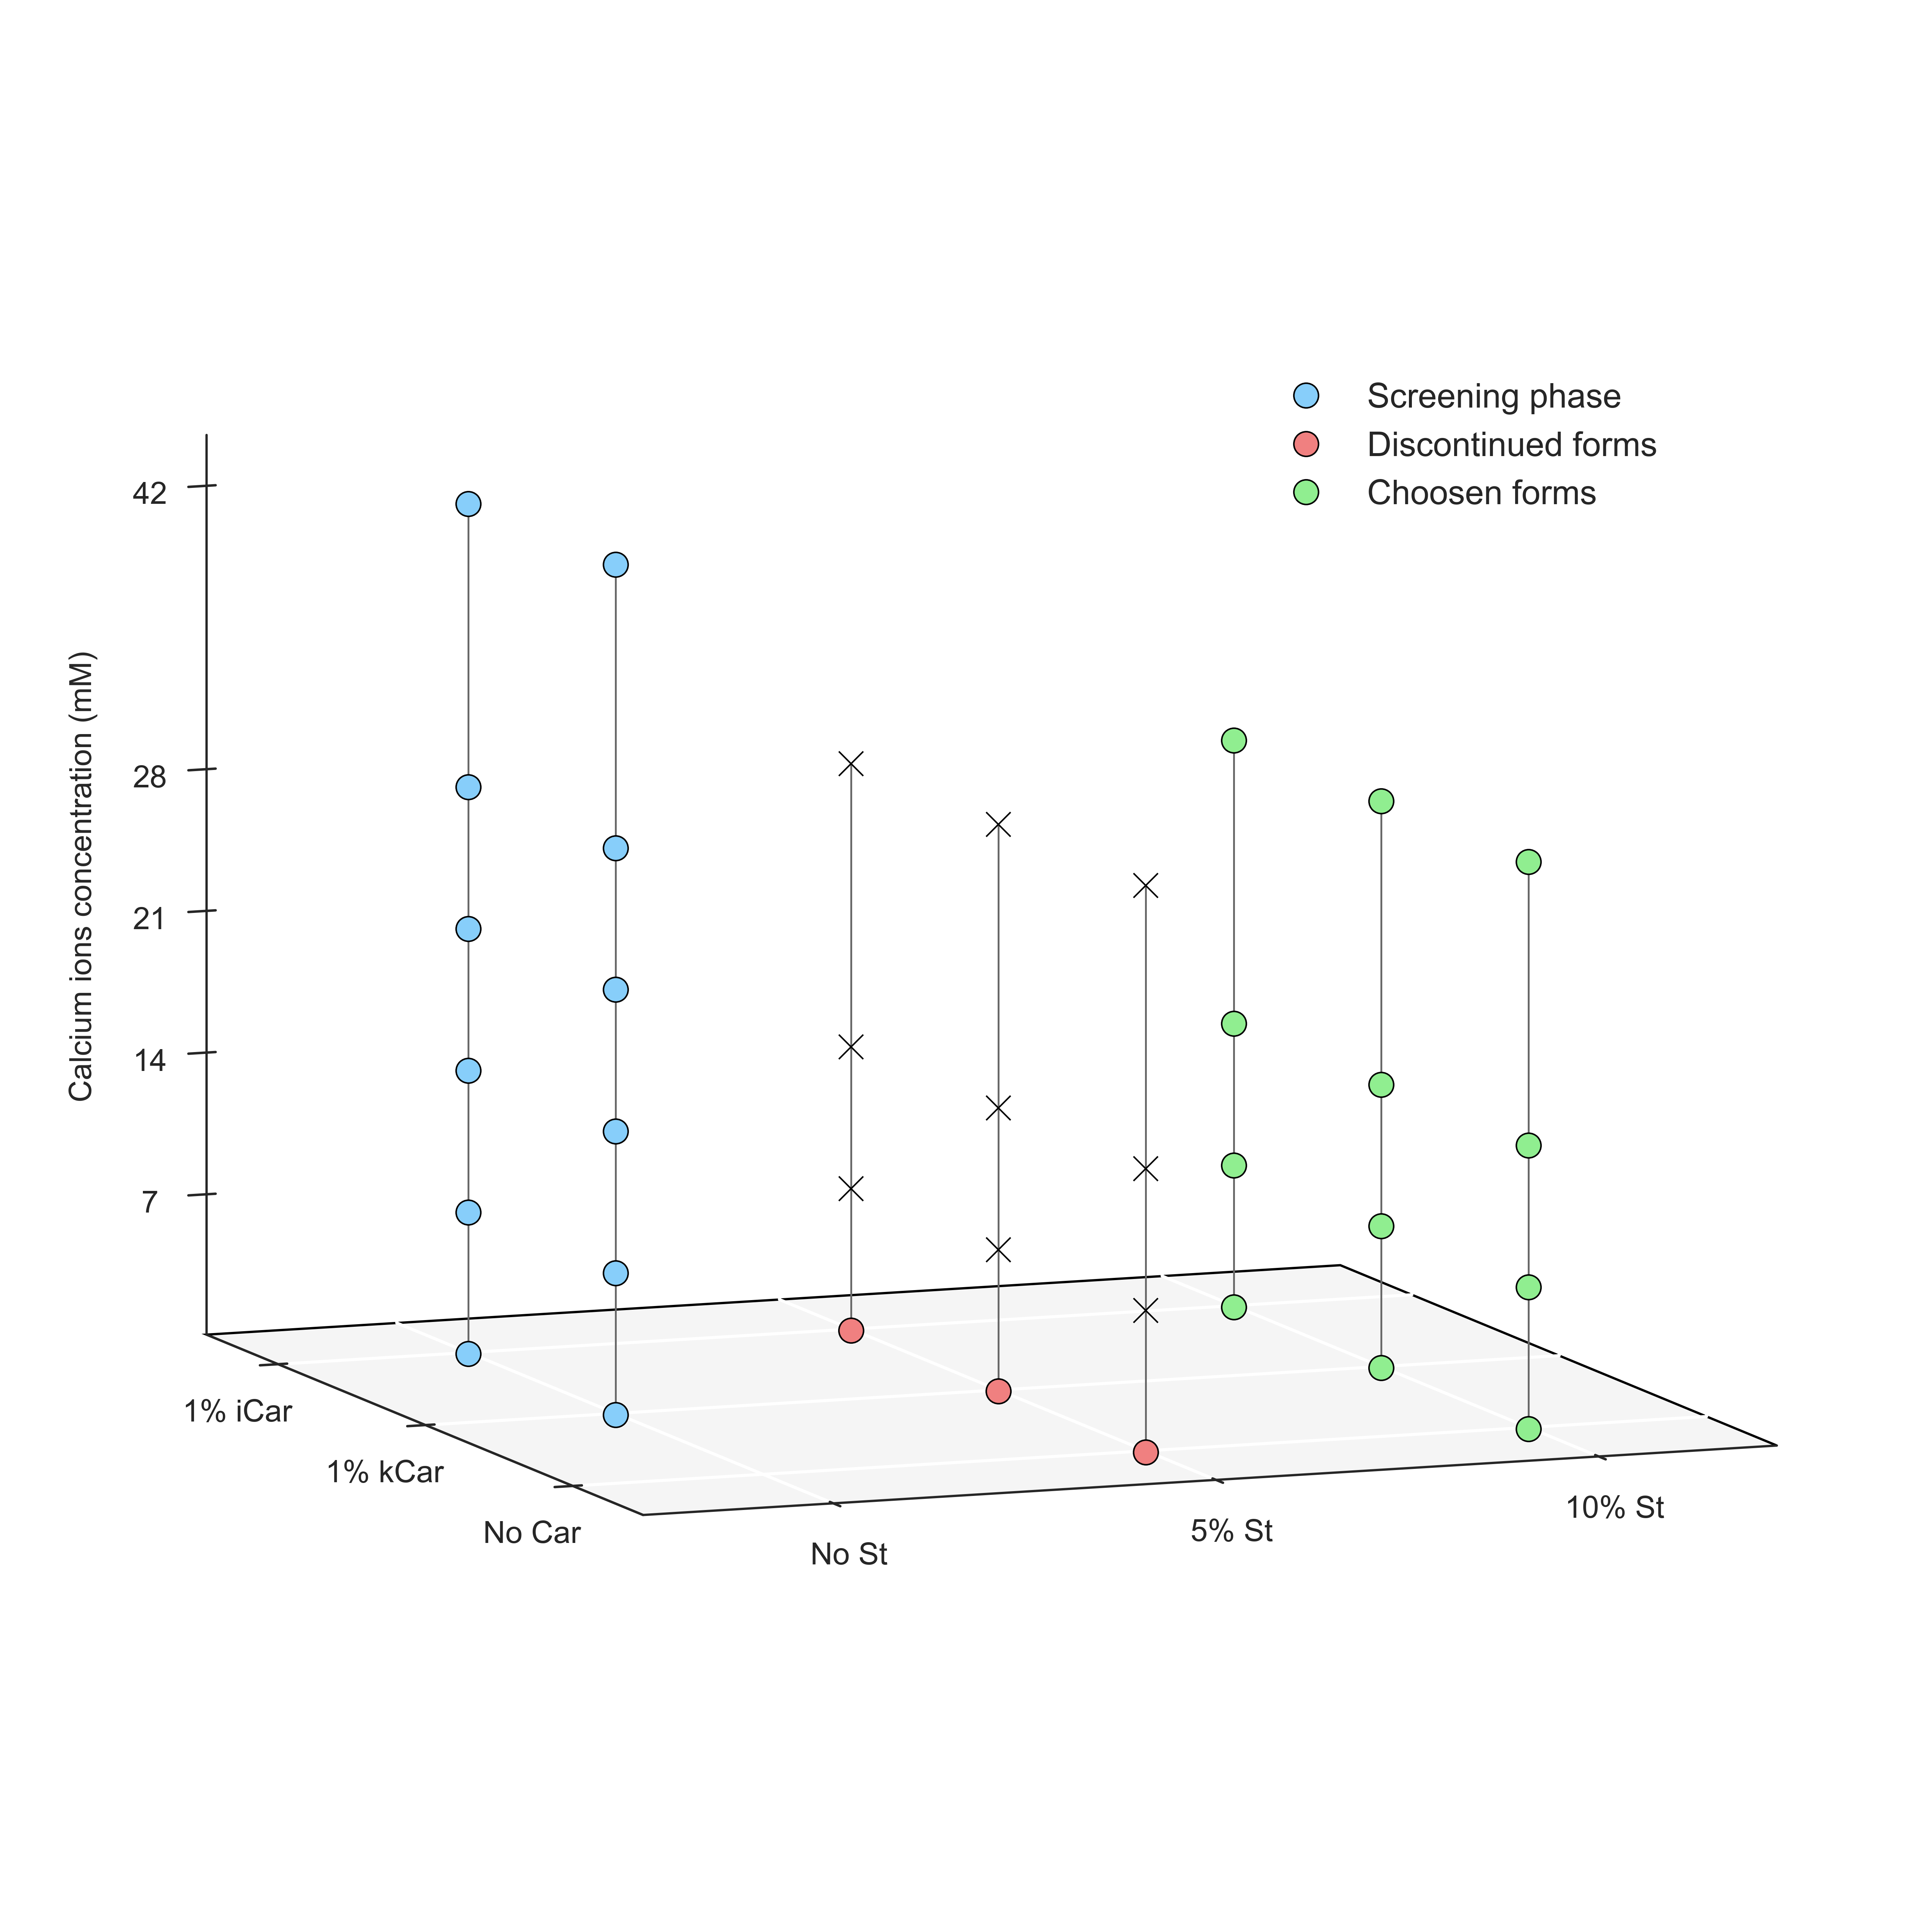 Screening phase
Discontinued forms
Choosen forms
42
28
21
14
7
Calcium ions concentration (mM)
1% iCar
1% kCar
No Car
No St
5% St
10% St